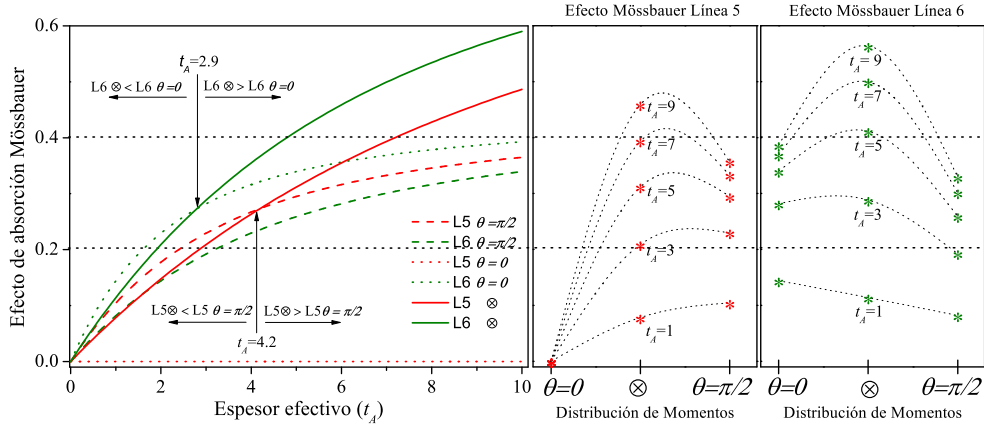 Efecto de absorción Mössbauer
0.6
0.4
0.2
0.0
t_A=2.9
L6 ⊗ < L6 θ=0
L6 ⊗ > L6 θ=0
L5⊗ < L5 θ=π/2
L5⊗ > L5θ=π/2
t_A=4.2
L5 θ=π/2
L6 θ=π/2
L5 θ= 0
L6 θ= 0
L5 ⊗
L6 ⊗
0
2
4
6
8
10
Espesor efectivo (t_A)
Efecto Mössbauer Línea 5
t_A=9
t_A=7
t_A=5
t_A=3
t_A=1
θ=0
⊗
θ=π/2
Distribución de Momentos
Efecto Mössbauer Línea 6
t_A=9
t_A=7
t_A=5
t_A=3
t_A=1
θ=0
⊗
θ=π/2
Distribución de Momentos